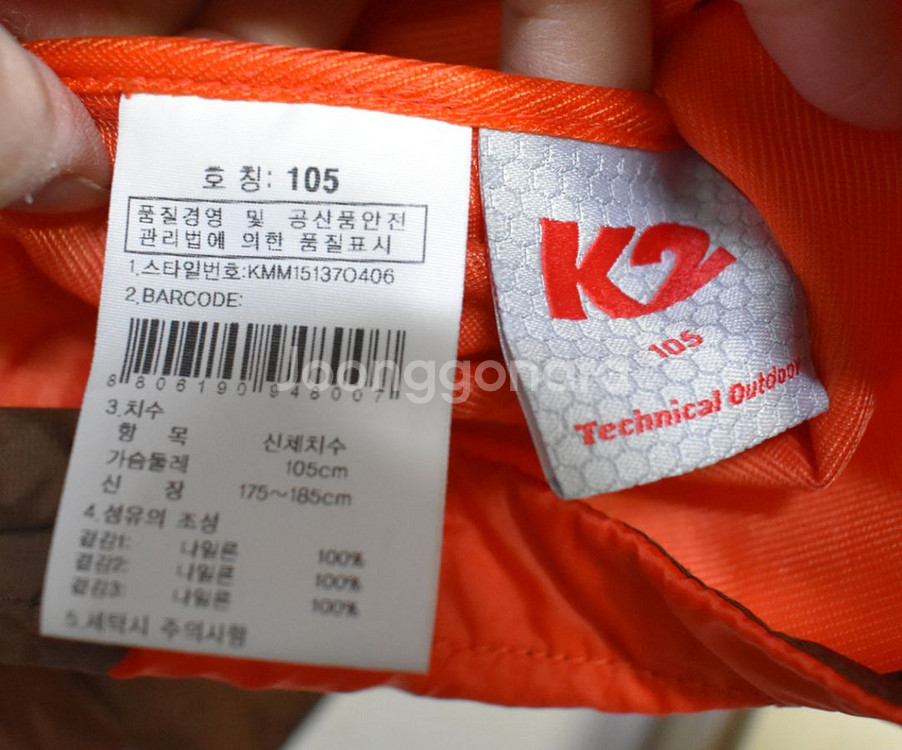 호 칭: 105
품질경영 및 공산품안전
관리법에 의한 품질표시
1.스타일번호:KMM15137O406
2.BARCODE:
8 806190 948007
3.치수
항 목 신체치수
가슴둘레 105cm
신 장 175~185cm
4.섬유의 조성
겉감1: 나일론 100%
겉감2: 나일론 100%
겉감3: 나일론 100%
5.세탁시 주의사항
K2
105
Technical Outdoor
Joonggonara